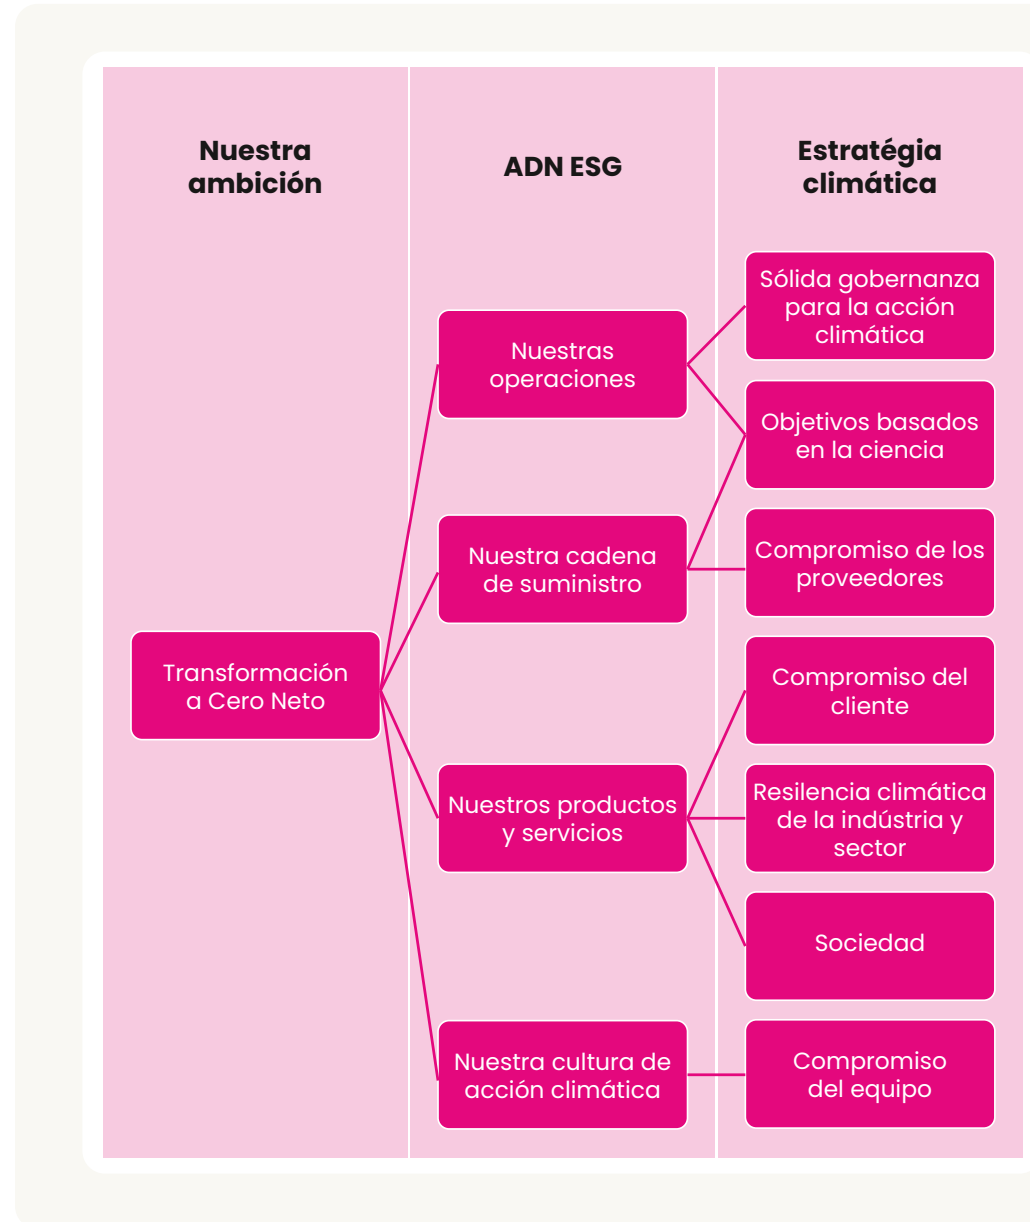 Nuestra
ambición
ADN ESG
Estratégia
climática
Transformación
a Cero Neto
Nuestras
operaciones
Nuestra cadena
de suministro
Nuestros productos
y servicios
Nuestra cultura de
acción climática
Sólida gobernanza
para la acción
climática
Objetivos basados
en la ciencia
Compromiso de los
proveedores
Compromiso del
cliente
Resilencia climática
de la indústria y
sector
Sociedad
Compromiso
del equipo